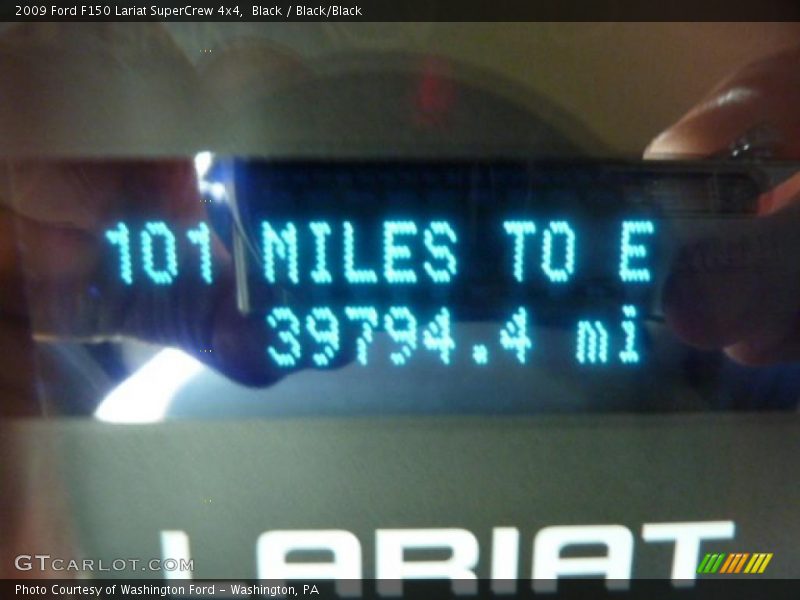 2009 Ford F150 Lariat SuperCrew 4x4, Black / Black/Black
101 MILES TO E
39794.4 mi
LARIAT
GTCARLOT.COM
Photo Courtesy of Washington Ford - Washington, PA